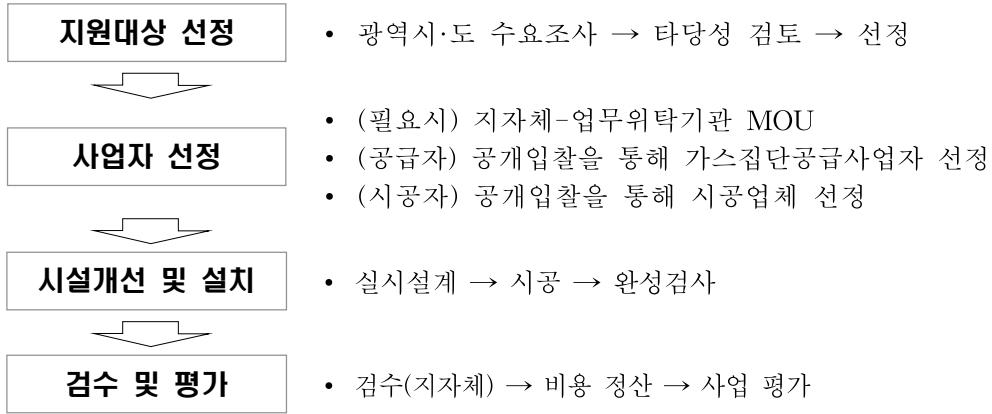 지원대상 선정
• 광역시·도 수요조사 → 타당성 검토 → 선정
사업자 선정
• (필요시) 지자체-업무위탁기관 MOU
• (공급자) 공개입찰을 통해 가스집단공급사업자 선정
• (시공자) 공개입찰을 통해 시공업체 선정
시설개선 및 설치
• 실시설계 → 시공 → 완성검사
검수 및 평가
• 검수(지자체) → 비용 정산 → 사업 평가